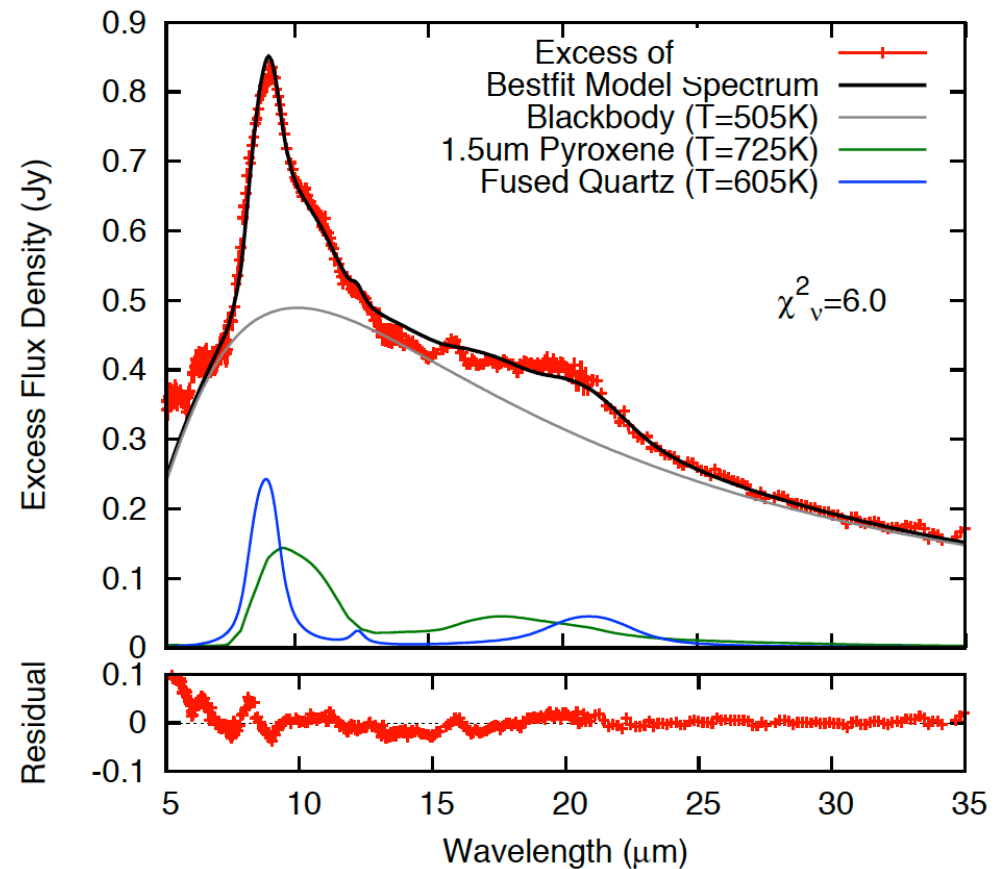 0.9
0.8
0.7
0.6
0.5
0.4
0.3
0.2
0.1
0
Excess Flux Density (Jy)
Excess of
Bestfit Model Spectrum
Blackbody (T=505K)
1.5um Pyroxene (T=725K)
Fused Quartz (T=605K)
χ²ᵥ=6.0
0.1
0
-0.1
Residual
5 10 15 20 25 30 35
Wavelength (μm)